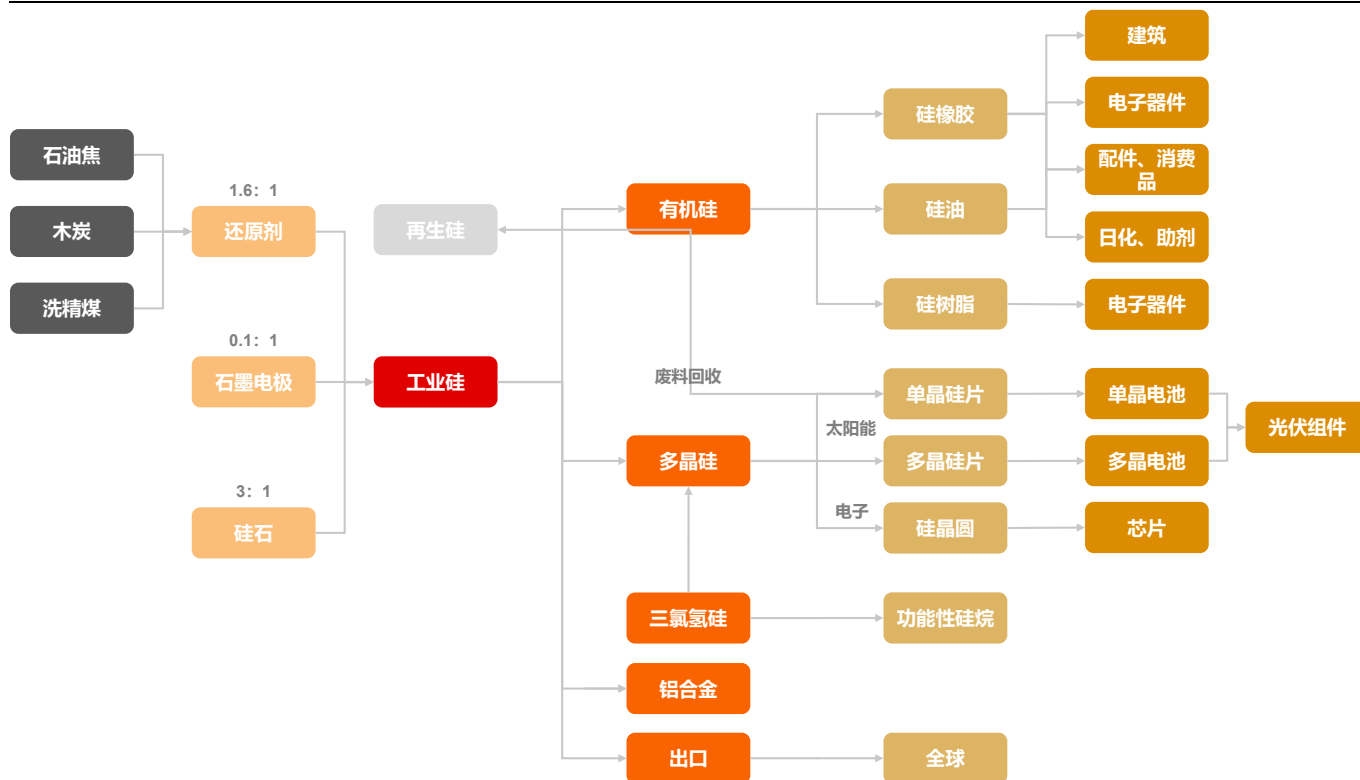 石油焦
木炭
洗精煤
1.6：1
还原剂
0.1：1
石墨电极
3：1
硅石
再生硅
工业硅
有机硅
废料回收
多晶硅
三氯氢硅
铝合金
出口
太阳能
电子
硅橡胶
硅油
硅树脂
单晶硅片
多晶硅片
硅晶圆
功能性硅烷
全球
建筑
电子器件
配件、消费
品
日化、助剂
电子器件
单晶电池
多晶电池
芯片
光伏组件